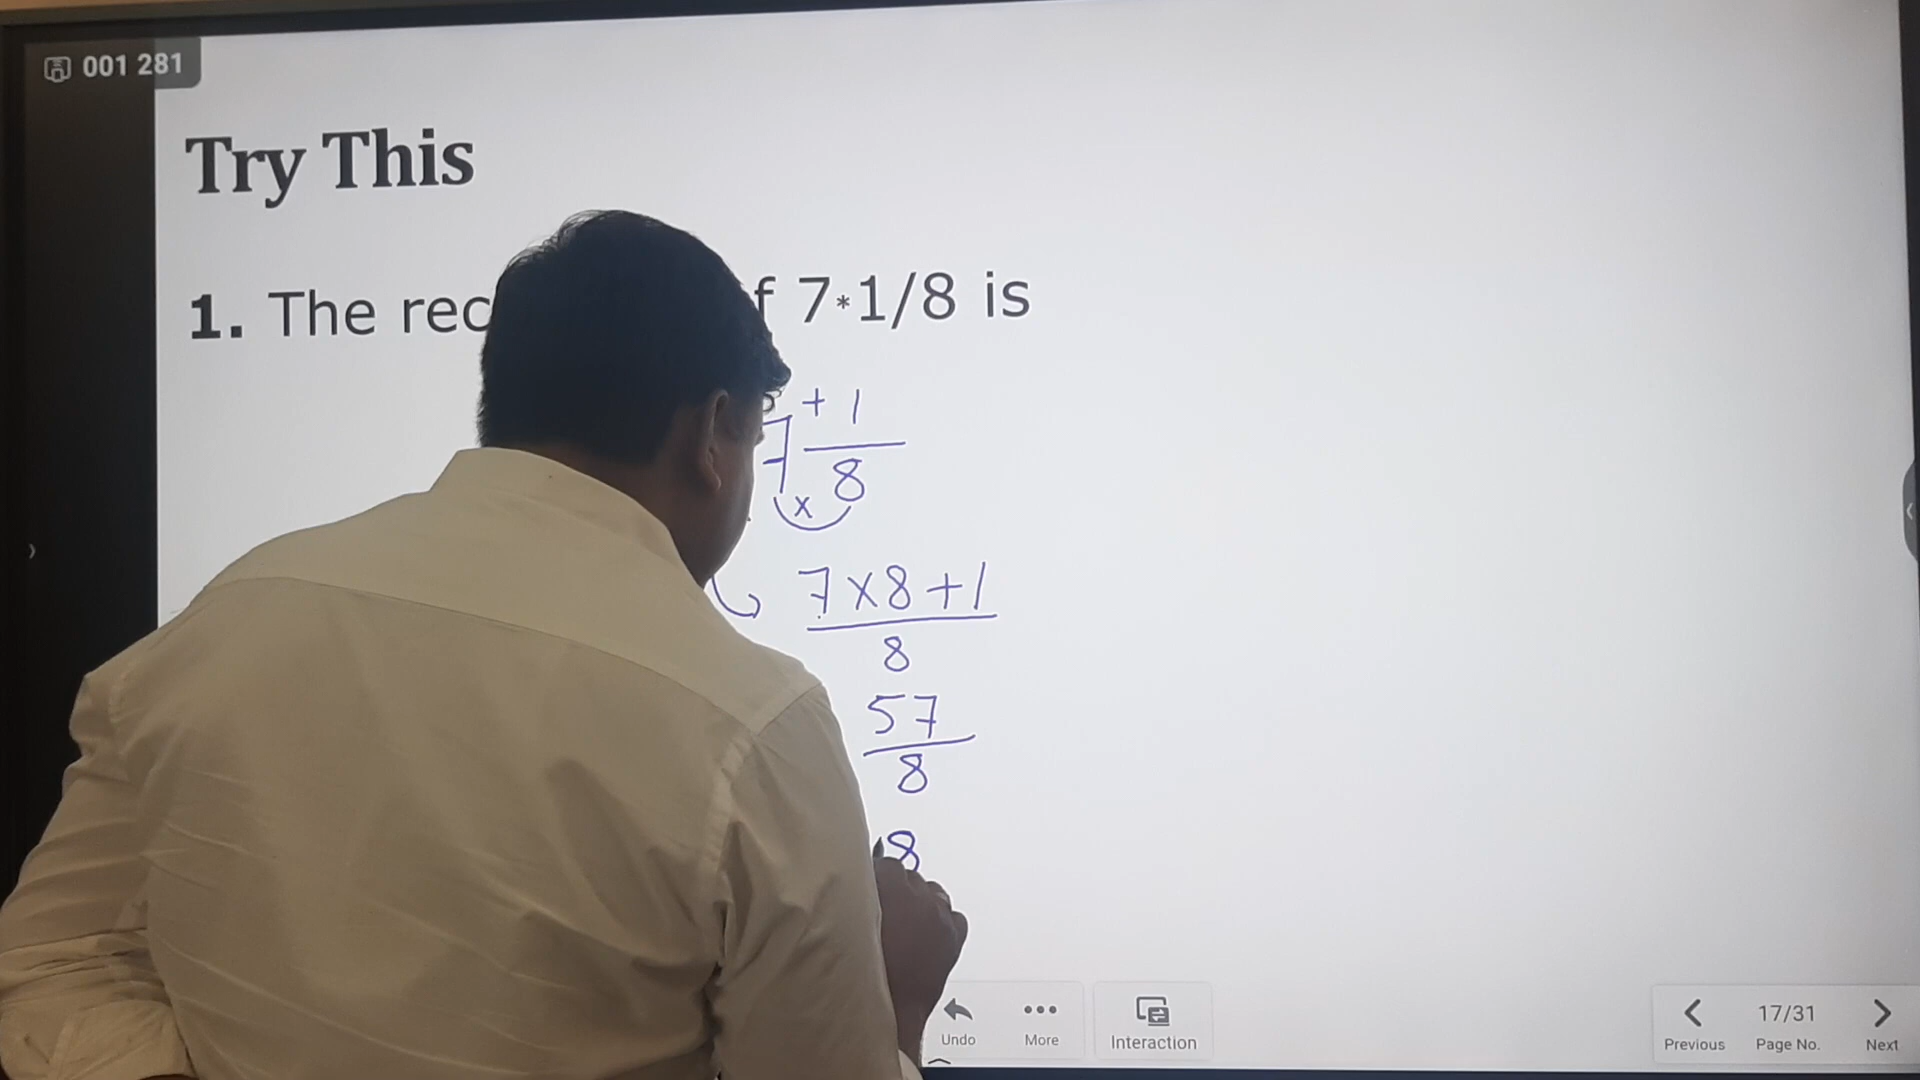 001 281
Try This
1. The rec f 7*1/8 is
+ 1
7
8
x
7x8+1
8
57
8
8
Undo
More
Interaction
Previous
17/31
Page No.
Next